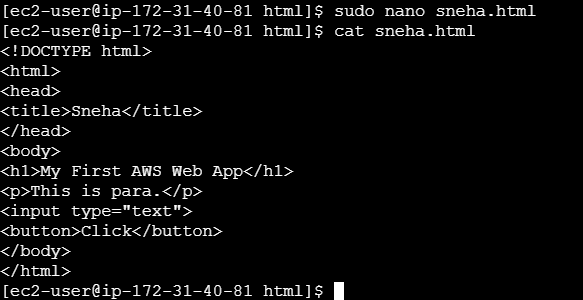 [ec2-user@ip-172-31-40-81 html]$ sudo nano sneha.html
[ec2-user@ip-172-31-40-81 html]$ cat sneha.html
<!DOCTYPE html>
<html>
<head>
<title>Sneha</title>
</head>
<body>
<h1>My First AWS Web App</h1>
<p>This is para.</p>
<input type="text">
<button>Click</button>
</body>
</html>
[ec2-user@ip-172-31-40-81 html]$